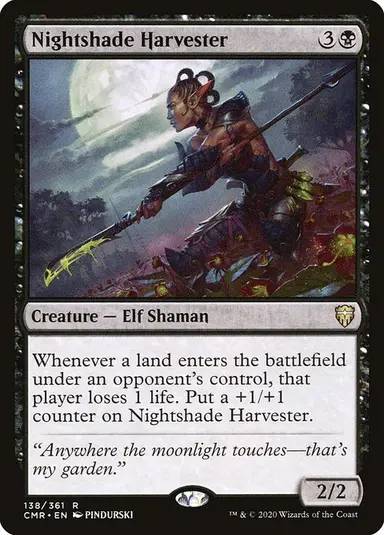 Nightshade Harvester 3
Creature — Elf Shaman
Whenever a land enters the battlefield
under an opponent's control, that
player loses 1 life. Put a +1/+1
counter on Nightshade Harvester.
“Anywhere the moonlight touches—that's
my garden.”
2/2
138/361 R
CMR • EN PINDURSKI
™ & © 2020 Wizards of the Coast